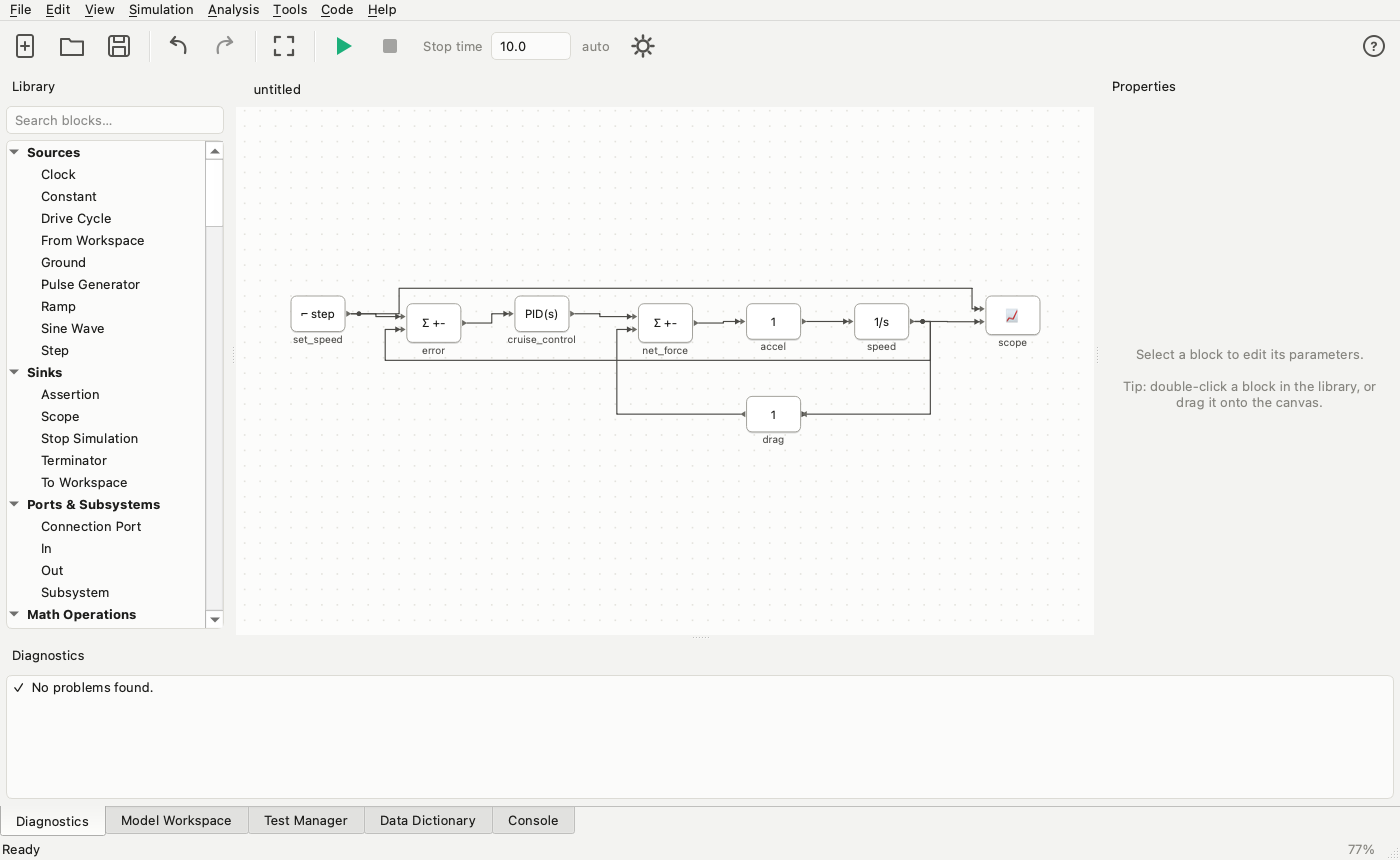 File Edit View Simulation Analysis Tools Code Help
Stop time 10.0 auto
Library
untitled
Properties
Search blocks...
Sources
Clock
Constant
Drive Cycle
From Workspace
Ground
Pulse Generator
Ramp
Sine Wave
Step
Sinks
Assertion
Scope
Stop Simulation
Terminator
To Workspace
Ports & Subsystems
Connection Port
In
Out
Subsystem
Math Operations
⌐ step
set_speed
Σ +-
error
PID(s)
cruise_control
Σ +-
net_force
1
accel
1/s
speed
scope
1
drag
Select a block to edit its parameters.
Tip: double-click a block in the library, or
drag it onto the canvas.
Diagnostics
✓ No problems found.
Diagnostics Model Workspace Test Manager Data Dictionary Console
Ready
77%